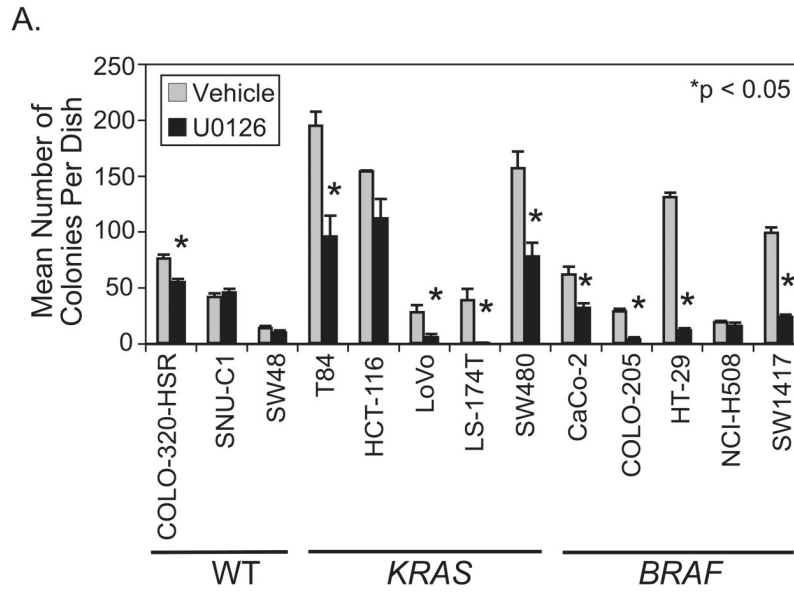 A.
Mean Number of
Colonies Per Dish
250
200
150
100
50
0
Vehicle
U0126
*p < 0.05
*
*
*
*
*
*
*
*
*
COLO-320-HSR
SNU-C1
SW48
T84
HCT-116
LoVo
LS-174T
SW480
CaCo-2
COLO-205
HT-29
NCI-H508
SW1417
WT
KRAS
BRAF